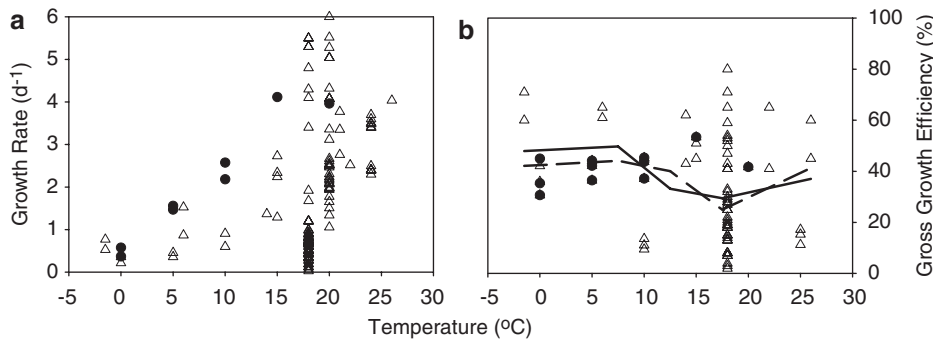 a
b
6
5
4
3
2
1
0
Growth Rate (d-1)
-5 0 5 10 15 20 25 30
-5 0 5 10 15 20 25 30
100
80
60
40
20
0
Gross Growth Efficiency (%)
Temperature (oC)